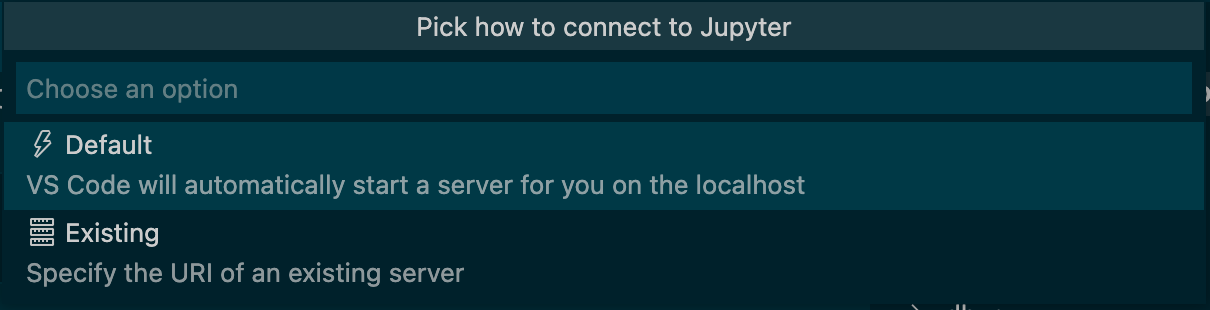 Pick how to connect to Jupyter
Choose an option
Default
VS Code will automatically start a server for you on the localhost
Existing
Specify the URI of an existing server